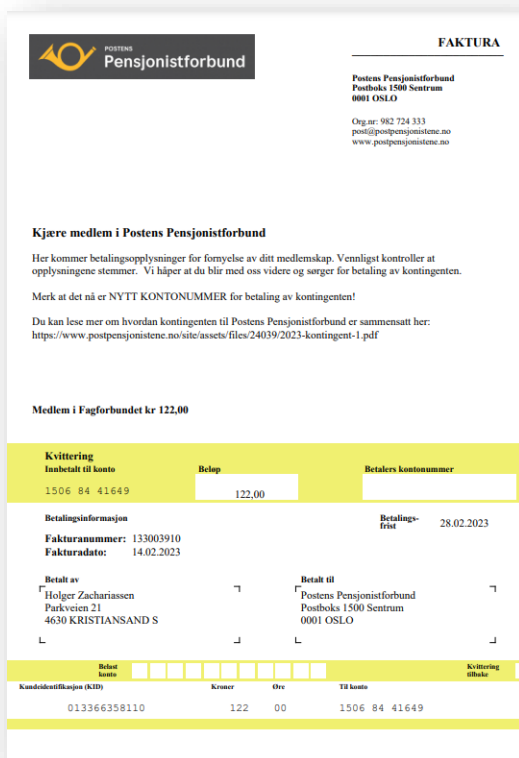 POSTENS
Pensjonistforbund
FAKTURA
Postens Pensjonistforbund
Postboks 1500 Sentrum
0001 OSLO
Org.nr: 982 724 333
post@postpensjonistene.no
www.postpensjonistene.no
Kjære medlem i Postens Pensjonistforbund
Her kommer betalingsopplysninger for fornyelse av ditt medlemskap. Vennligst kontroller at
opplysningene stemmer. Vi håper at du blir med oss videre og sørger for betaling av kontingenten.
Merk at det nå er NYTT KONTONUMMER for betaling av kontingenten!
Du kan lese mer om hvordan kontingenten til Postens Pensjonistforbund er sammensatt her:
https://www.postpensjonistene.no/site/assets/files/24039/2023-kontingent-1.pdf
Medlem i Fagforbundet kr 122,00
Kvittering
Innbetalt til konto Beløp Betalers kontonummer
1506 84 41649 122,00
Betalingsinformasjon Betalings-
frist 28.02.2023
Fakturanummer: 133003910
Fakturadato: 14.02.2023
Betalt av Betalt til
Holger Zachariassen Postens Pensjonistforbund
Parkveien 21 Postboks 1500 Sentrum
4630 KRISTIANSAND S 0001 OSLO
Belast Kvittering
konto tilbake
Kundeidentifikasjon (KID) Kroner Øre Til konto
013366358110 122 00 1506 84 41649